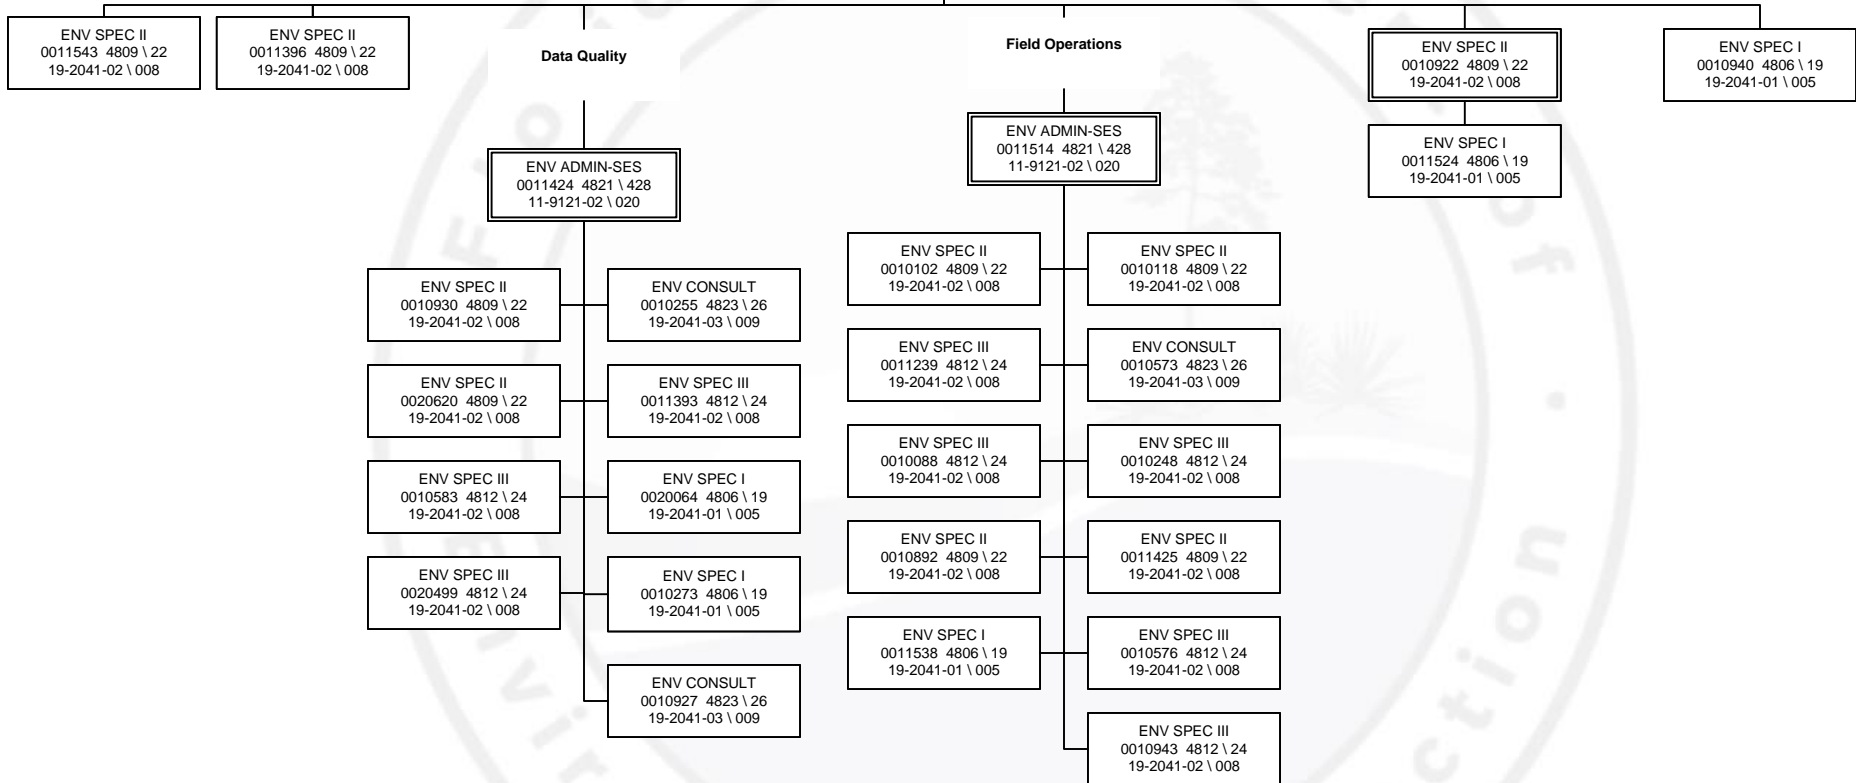 ENV SPEC II
0011543 4809 \ 22
19-2041-02 \ 008
ENV SPEC II
0011396 4809 \ 22
19-2041-02 \ 008
Data Quality
Field Operations
ENV SPEC II
0010922 4809 \ 22
19-2041-02 \ 008
ENV SPEC I
0010940 4806 \ 19
19-2041-01 \ 005
ENV SPEC I
0011524 4806 \ 19
19-2041-01 \ 005
ENV ADMIN-SES
0011424 4821 \ 428
11-9121-02 \ 020
ENV SPEC II
0010930 4809 \ 22
19-2041-02 \ 008
ENV CONSULT
0010255 4823 \ 26
19-2041-03 \ 009
ENV SPEC II
0020620 4809 \ 22
19-2041-02 \ 008
ENV SPEC III
0011393 4812 \ 24
19-2041-02 \ 008
ENV SPEC III
0010583 4812 \ 24
19-2041-02 \ 008
ENV SPEC I
0020064 4806 \ 19
19-2041-01 \ 005
ENV SPEC III
0020499 4812 \ 24
19-2041-02 \ 008
ENV SPEC I
0010273 4806 \ 19
19-2041-01 \ 005
ENV CONSULT
0010927 4823 \ 26
19-2041-03 \ 009
ENV ADMIN-SES
0011514 4821 \ 428
11-9121-02 \ 020
ENV SPEC II
0010102 4809 \ 22
19-2041-02 \ 008
ENV SPEC II
0010118 4809 \ 22
19-2041-02 \ 008
ENV SPEC III
0011239 4812 \ 24
19-2041-02 \ 008
ENV CONSULT
0010573 4823 \ 26
19-2041-03 \ 009
ENV SPEC III
0010088 4812 \ 24
19-2041-02 \ 008
ENV SPEC III
0010248 4812 \ 24
19-2041-02 \ 008
ENV SPEC II
0010892 4809 \ 22
19-2041-02 \ 008
ENV SPEC II
0011425 4809 \ 22
19-2041-02 \ 008
ENV SPEC I
0011538 4806 \ 19
19-2041-01 \ 005
ENV SPEC III
0010576 4812 \ 24
19-2041-02 \ 008
ENV SPEC III
0010943 4812 \ 24
19-2041-02 \ 008